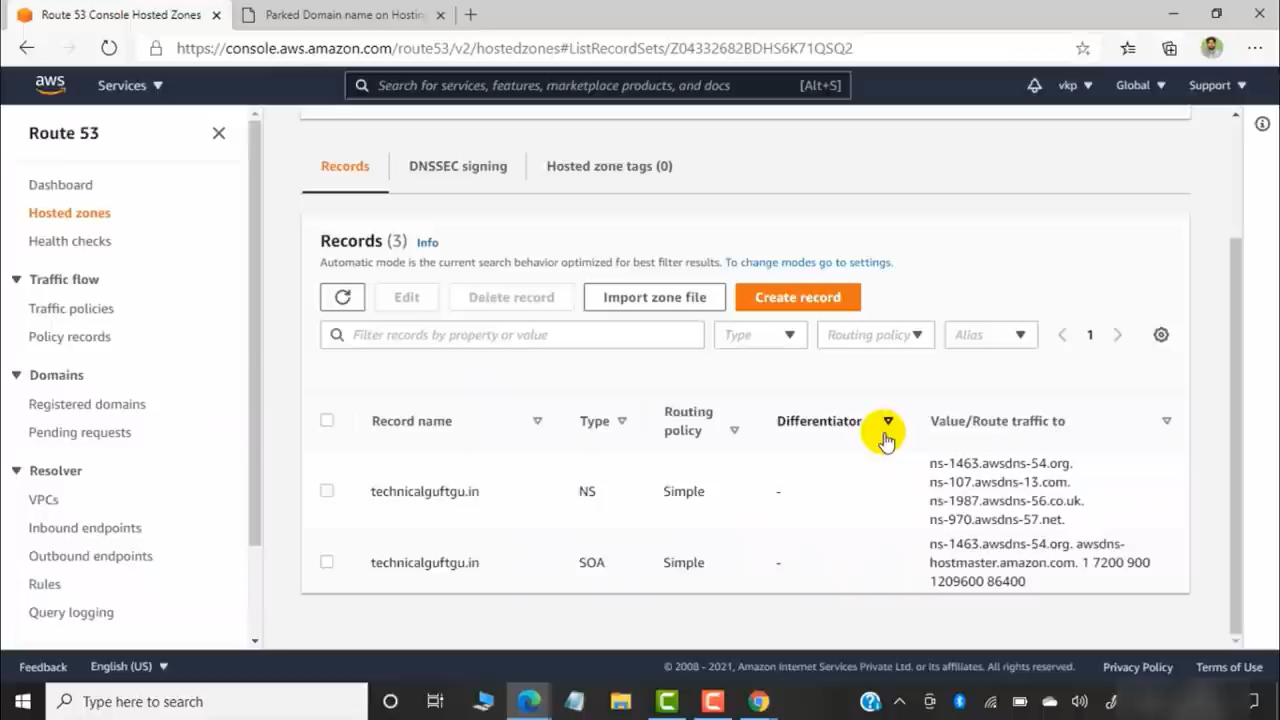 Route 53 Console Hosted Zones
Parked Domain name on Hosting
https://console.aws.amazon.com/route53/v2/hostedzones#ListRecordSets/Z04332682BDHS6K71QSQ2
aws
Services
Search for services, features, marketplace products, and docs
[Alt+S]
vkp
Global
Support
Route 53
Dashboard
Hosted zones
Health checks
Traffic flow
Traffic policies
Policy records
Domains
Registered domains
Pending requests
Resolver
VPCs
Inbound endpoints
Outbound endpoints
Rules
Query logging
Records
DNSSEC signing
Hosted zone tags (0)
Records (3) Info
Automatic mode is the current search behavior optimized for best filter results. To change modes go to settings.
Edit
Delete record
Import zone file
Create record
Filter records by property or value
Type
Routing policy
Alias
1
Record name
Type
Routing
policy
Differentiator
Value/Route traffic to
technicalguftgu.in
NS
Simple
-
ns-1463.awsdns-54.org.
ns-107.awsdns-13.com.
ns-1987.awsdns-56.co.uk.
ns-970.awsdns-57.net.
technicalguftgu.in
SOA
Simple
-
ns-1463.awsdns-54.org. awsdns-
hostmaster.amazon.com. 1 7200 900
1209600 86400
Feedback
English (US)
© 2008 - 2021, Amazon Internet Services Private Ltd. or its affiliates. All rights reserved.
Privacy Policy
Terms of Use
Type here to search